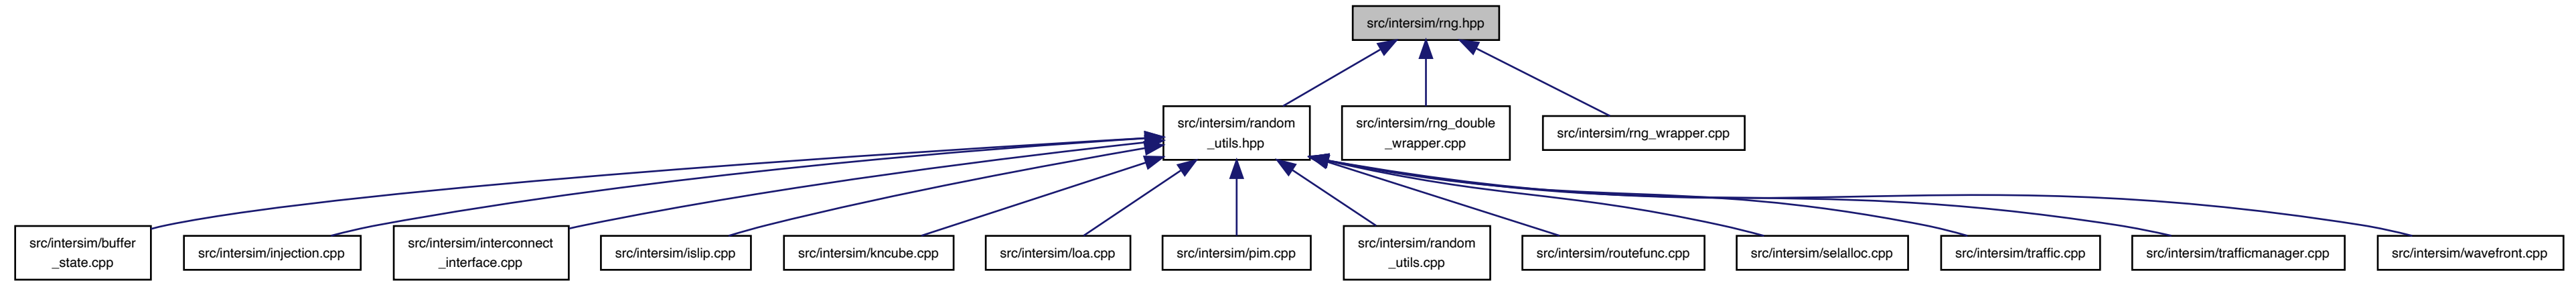 src/intersim/rng.hpp
src/intersim/random
_utils.hpp
src/intersim/rng_double
_wrapper.cpp
src/intersim/rng_wrapper.cpp
src/intersim/buffer
_state.cpp
src/intersim/injection.cpp
src/intersim/interconnect
_interface.cpp
src/intersim/islip.cpp
src/intersim/kncube.cpp
src/intersim/loa.cpp
src/intersim/pim.cpp
src/intersim/random
_utils.cpp
src/intersim/routefunc.cpp
src/intersim/selalloc.cpp
src/intersim/traffic.cpp
src/intersim/trafficmanager.cpp
src/intersim/wavefront.cpp